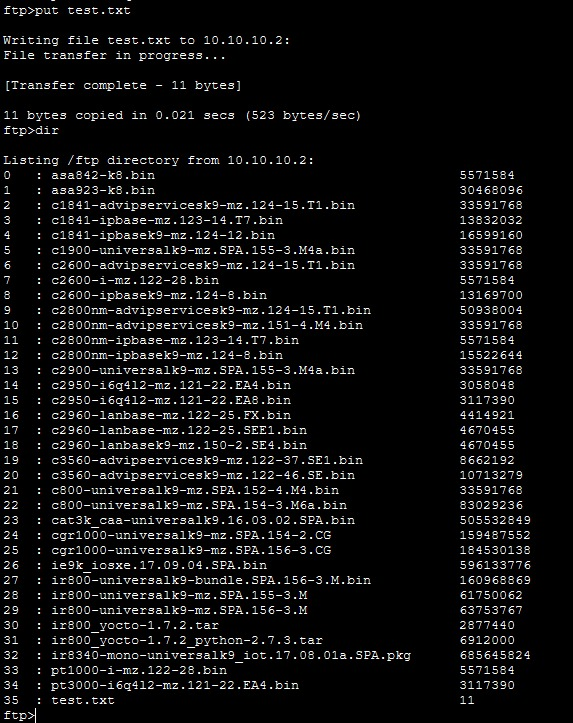 ftp>put test.txt
Writing file test.txt to 10.10.10.2:
File transfer in progress...
[Transfer complete - 11 bytes]
11 bytes copied in 0.021 secs (523 bytes/sec)
ftp>dir
Listing /ftp directory from 10.10.10.2:
0 : asa842-k8.bin 5571584
1 : asa923-k8.bin 30468096
2 : c1841-advipservicesk9-mz.124-15.T1.bin 33591768
3 : c1841-ipbase-mz.123-14.T7.bin 13832032
4 : c1841-ipbasek9-mz.124-12.bin 16599160
5 : c1900-universalk9-mz.SPA.155-3.M4a.bin 33591768
6 : c2600-advipservicesk9-mz.124-15.T1.bin 33591768
7 : c2600-i-mz.122-28.bin 5571584
8 : c2600-ipbasek9-mz.124-8.bin 13169700
9 : c2800nm-advipservicesk9-mz.124-15.T1.bin 50938004
10 : c2800nm-advipservicesk9-mz.151-4.M4.bin 33591768
11 : c2800nm-ipbase-mz.123-14.T7.bin 5571584
12 : c2800nm-ipbasek9-mz.124-8.bin 15522644
13 : c2900-universalk9-mz.SPA.155-3.M4a.bin 33591768
14 : c2950-i6q4l2-mz.121-22.EA4.bin 3058048
15 : c2950-i6q4l2-mz.121-22.EA8.bin 3117390
16 : c2960-lanbase-mz.122-25.FX.bin 4414921
17 : c2960-lanbase-mz.122-25.SEE1.bin 4670455
18 : c2960-lanbasek9-mz.150-2.SE4.bin 4670455
19 : c3560-advipservicesk9-mz.122-37.SE1.bin 8662192
20 : c3560-advipservicesk9-mz.122-46.SE.bin 10713279
21 : c800-universalk9-mz.SPA.152-4.M4.bin 33591768
22 : c800-universalk9-mz.SPA.154-3.M6a.bin 83029236
23 : cat3k_caa-universalk9.16.03.02.SPA.bin 505532849
24 : cgr1000-universalk9-mz.SPA.154-2.CG 159487552
25 : cgr1000-universalk9-mz.SPA.156-3.CG 184530138
26 : ie9k_iosxe.17.09.04.SPA.bin 596133776
27 : ir800-universalk9-bundle.SPA.156-3.M.bin 160968869
28 : ir800-universalk9-mz.SPA.155-3.M 61750062
29 : ir800-universalk9-mz.SPA.156-3.M 63753767
30 : ir800_yocto-1.7.2.tar 2877440
31 : ir800_yocto-1.7.2_python-2.7.3.tar 6912000
32 : ir8340-mono-universalk9_iot.17.08.01a.SPA.pkg 685645824
33 : pt1000-i-mz.122-28.bin 5571584
34 : pt3000-i6q4l2-mz.121-22.EA4.bin 3117390
35 : test.txt 11
ftp>